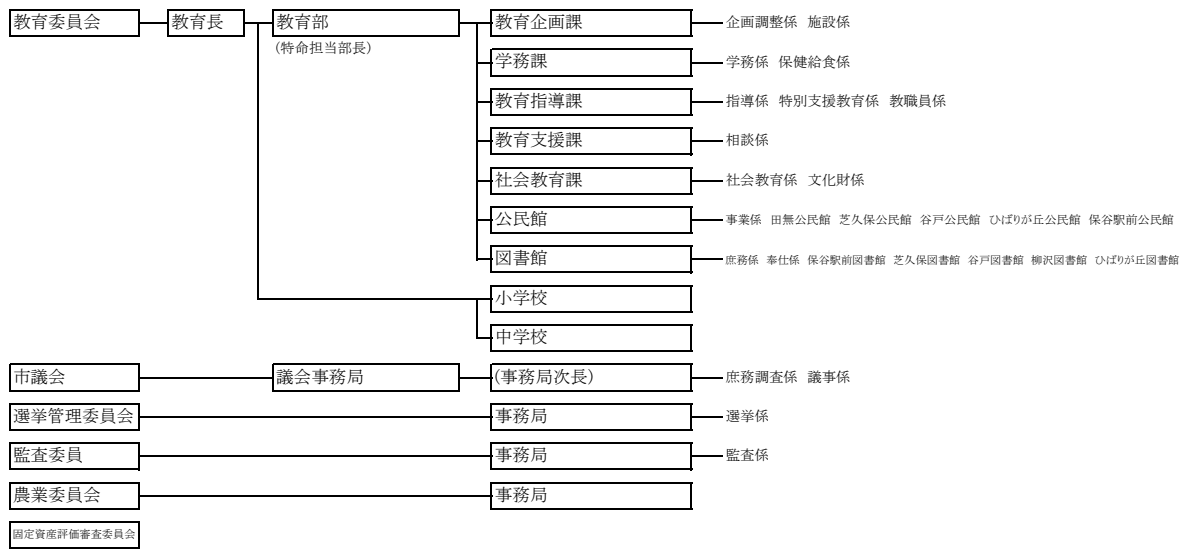 教育委員会 教育長 教育部 教育企画課 企画調整係 施設係
(特命担当部長)
学務課 学務係 保健給食係
教育指導課 指導係 特別支援教育係 教職員係
教育支援課 相談係
社会教育課 社会教育係 文化財係
公民館 事業係 田無公民館 芝久保公民館 谷戸公民館 ひばりが丘公民館 保谷駅前公民館
図書館 庶務係 奉仕係 保谷駅前図書館 芝久保図書館 谷戸図書館 柳沢図書館 ひばりが丘図書館
小学校
中学校
市議会 議会事務局 (事務局次長) 庶務調査係 議事係
選挙管理委員会 事務局 選挙係
監査委員 事務局 監査係
農業委員会 事務局
固定資産評価審査委員会